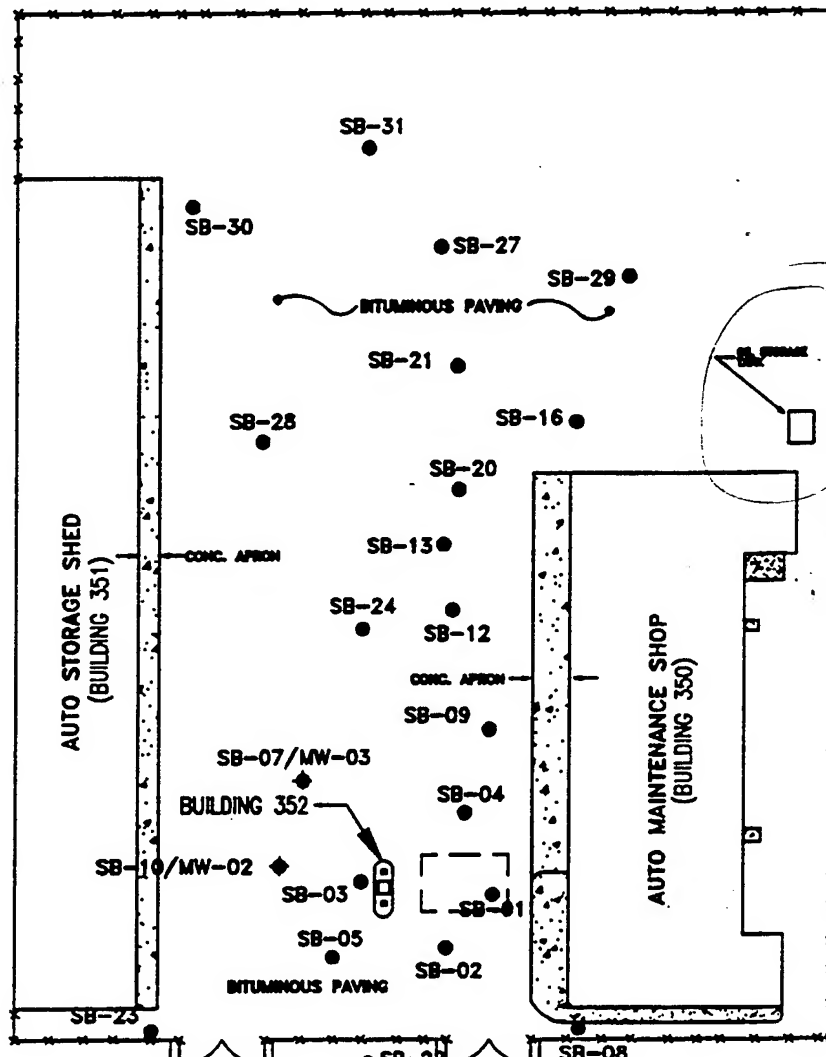 SB-31
SB-30
SB-27
SB-29
BITUMINOUS PAVING
SB-21
OIL STORAGE
TANK
SB-16
SB-28
SB-20
SB-13
CONC. APRON
AUTO STORAGE SHED
(BUILDING 351)
SB-24
SB-12
CONC. APRON
AUTO MAINTENANCE SHOP
(BUILDING 350)
SB-09
SB-07/MW-03
BUILDING 352
SB-04
SB-10/MW-02
SB-03
SB-01
SB-05
SB-02
BITUMINOUS PAVING
SB-23
SB-08